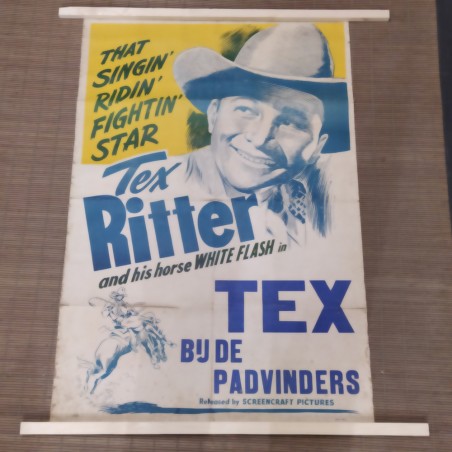 THAT
SINGIN'
RIDIN'
FIGHTIN'
STAR
Tex
Ritter
and his horse WHITE FLASH in
TEX
BIJ DE
PADVINDERS
Released by SCREENCRAFT PICTURES